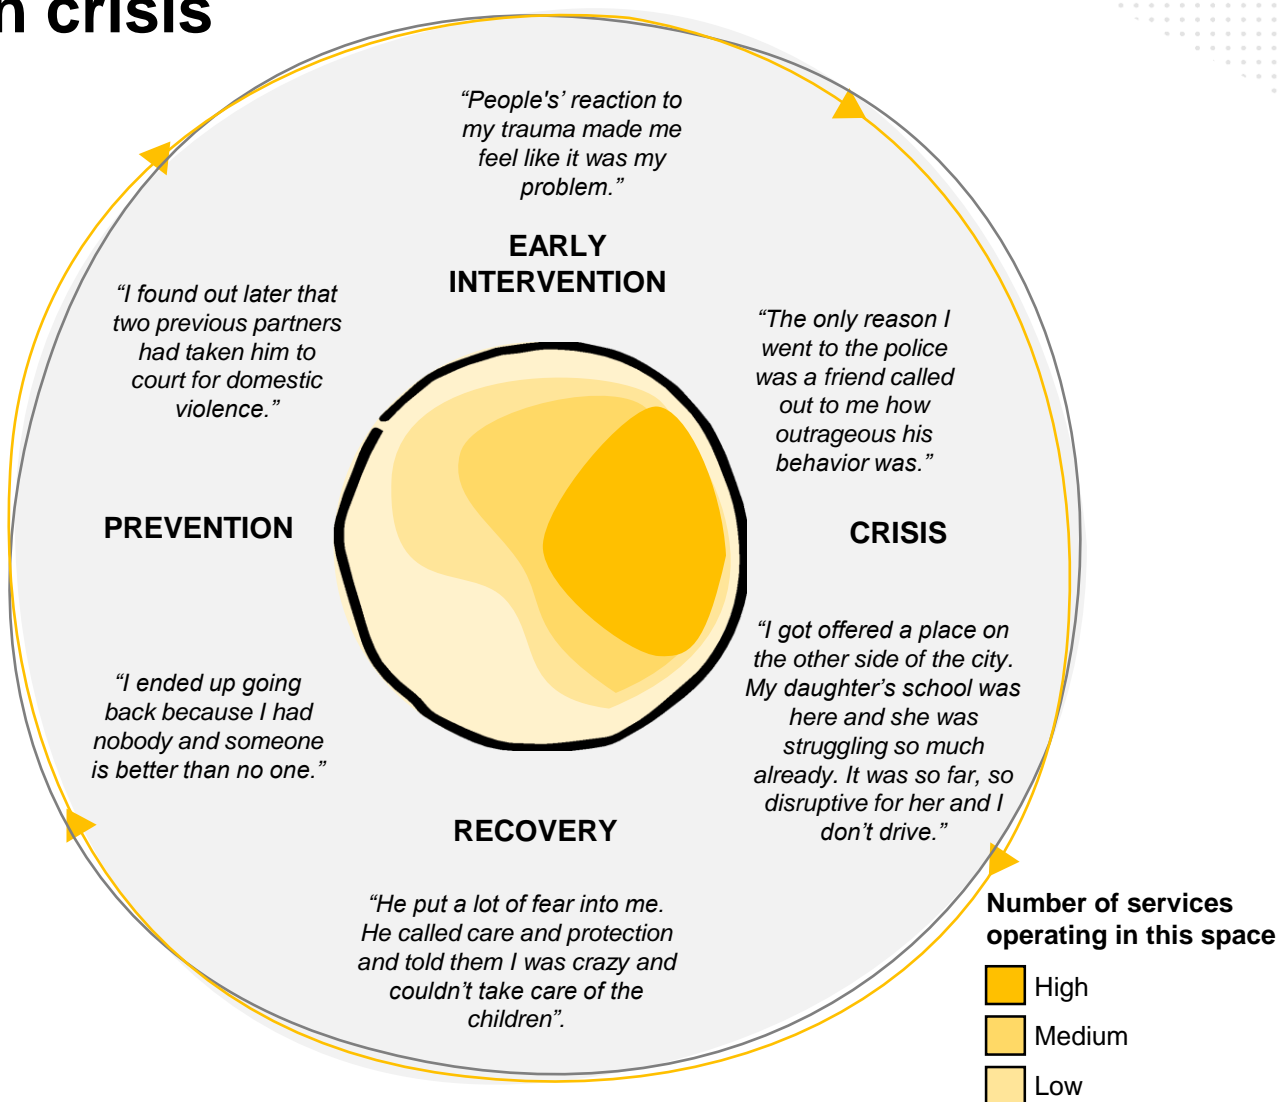 n crisis
“People's’ reaction to
my trauma made me
feel like it was my
problem.”
EARLY
INTERVENTION
“I found out later that
two previous partners
had taken him to
court for domestic
violence.”
“The only reason I
went to the police
was a friend called
out to me how
outrageous his
behavior was.”
PREVENTION
CRISIS
“I got offered a place on
the other side of the city.
My daughter’s school was
here and she was
struggling so much
already. It was so far, so
disruptive for her and I
don’t drive.”
“I ended up going
back because I had
nobody and someone
is better than no one.”
RECOVERY
“He put a lot of fear into me.
He called care and protection
and told them I was crazy and
couldn’t take care of the
children”.
Number of services
operating in this space
High
Medium
Low